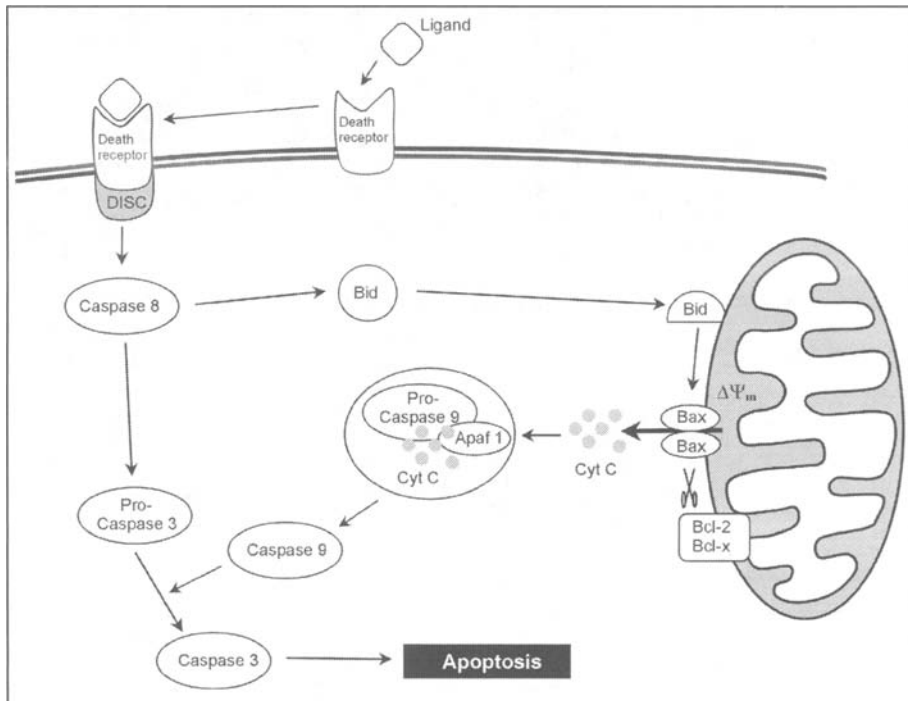 Ligand
Death
receptor
Death
receptor
DISC
Caspase 8
Bid
Bid
ΔΨm
Pro-
Caspase 9
Apaf 1
Cyt C
Cyt C
Bax
Bax
Bcl-2
Bcl-x
Pro-
Caspase 3
Caspase 9
Caspase 3
Apoptosis